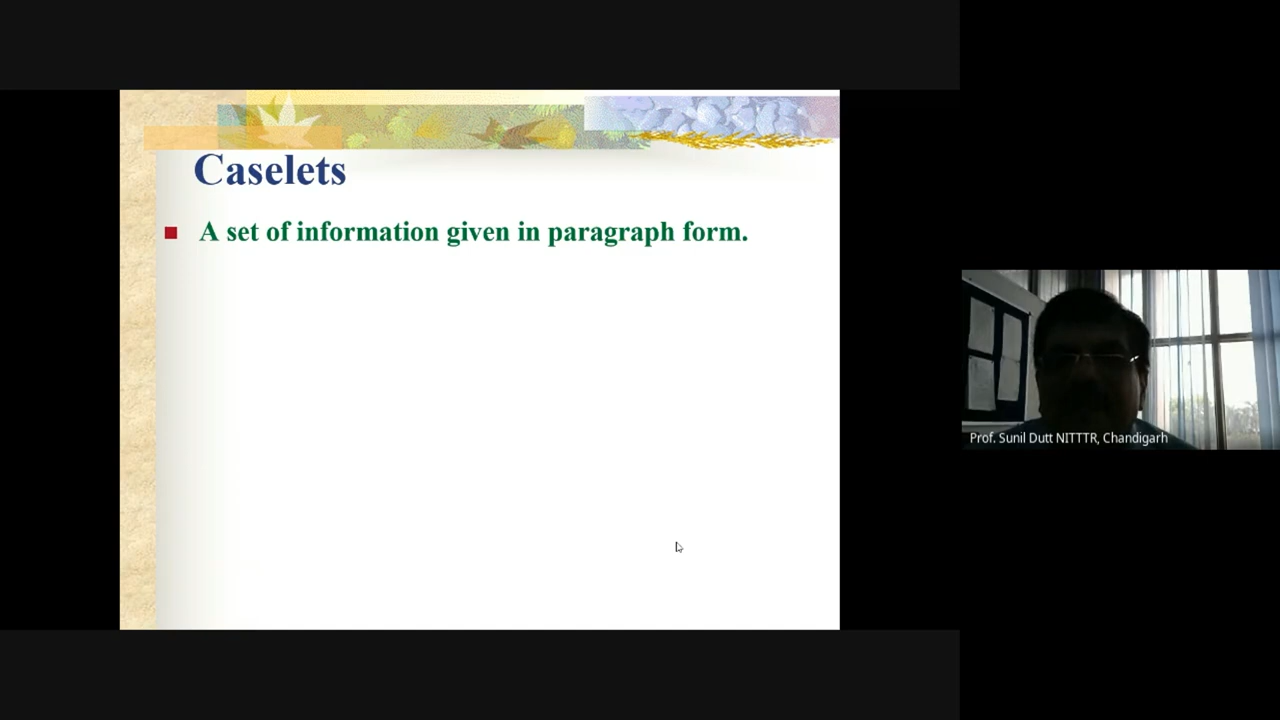 Caselets
A set of information given in paragraph form.
Prof. Sunil Dutt NITTTR, Chandigarh